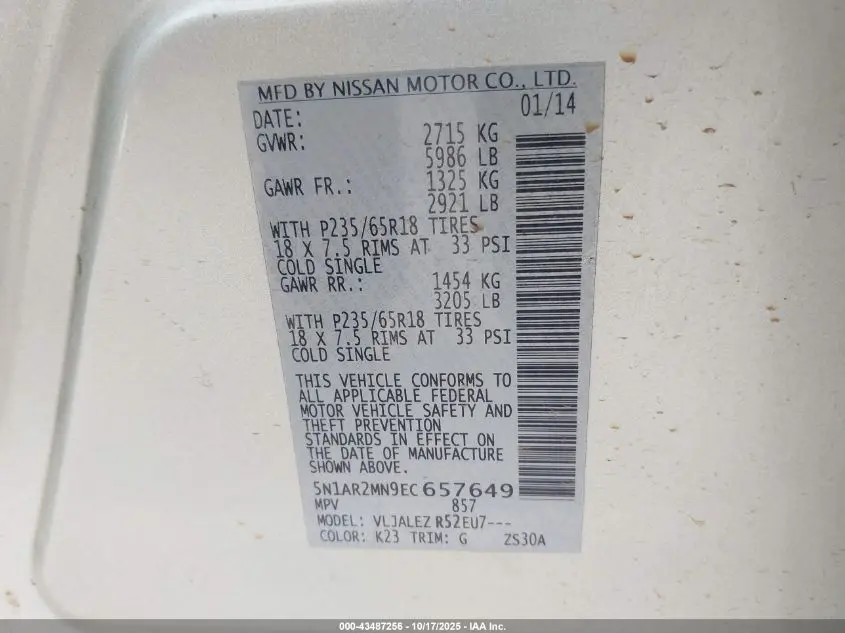 MFD BY NISSAN MOTOR CO., LTD.
DATE: 01/14
GVWR: 2715 KG
5986 LB
GAWR FR.: 1325 KG
2921 LB
WITH P235/65R18 TIRES
18 X 7.5 RIMS AT 33 PSI
COLD SINGLE
GAWR RR.: 1454 KG
3205 LB
WITH P235/65R18 TIRES
18 X 7.5 RIMS AT 33 PSI
COLD SINGLE
THIS VEHICLE CONFORMS TO
ALL APPLICABLE FEDERAL
MOTOR VEHICLE SAFETY AND
THEFT PREVENTION
STANDARDS IN EFFECT ON
THE DATE OF MANUFACTURE
SHOWN ABOVE.
5N1AR2MN9EC657649
MPV 857
MODEL: VLJALEZ R52EU7---
COLOR: K23 TRIM: G ZS30A
000-43487256 - 10/17/2025 - IAA Inc.